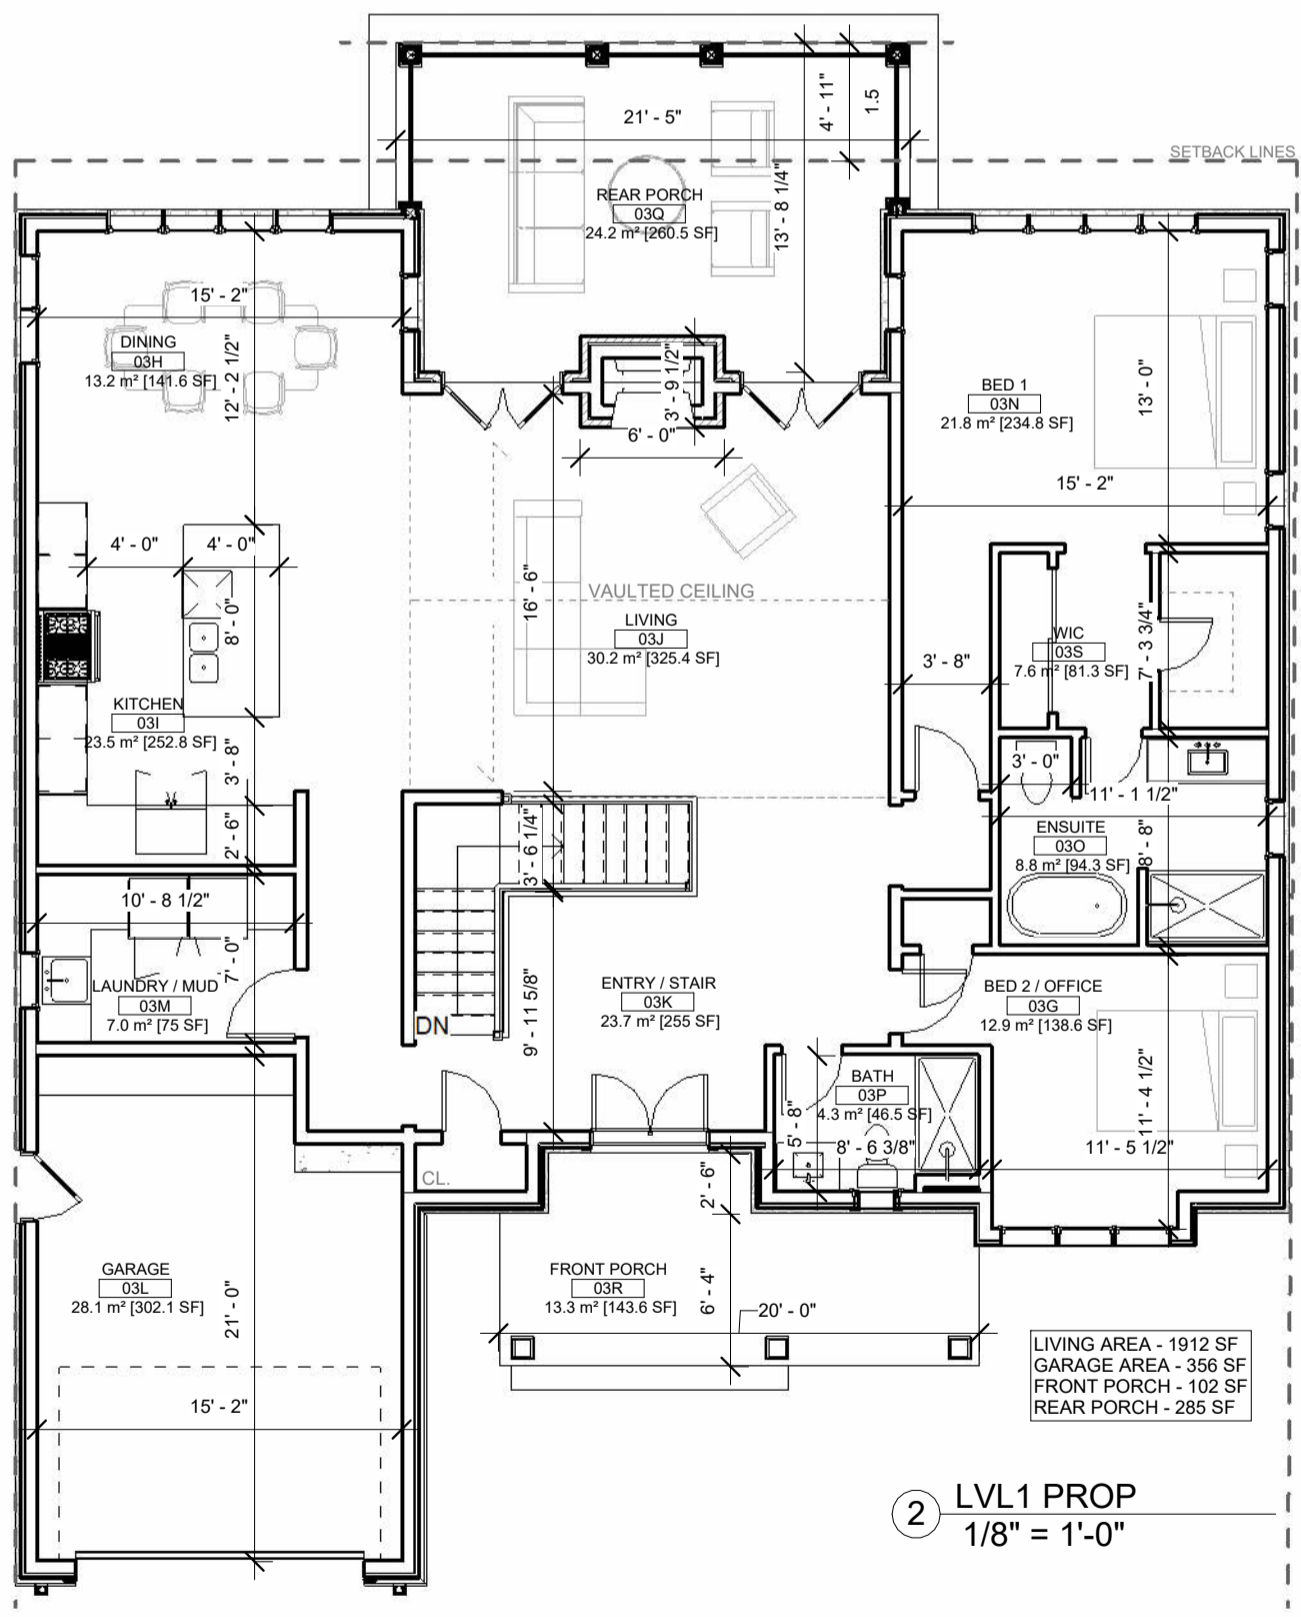 4' - 11"
1.5
21' - 5"
SETBACK LINES
REAR PORCH
03Q
24.2 m² [260.5 SF]
13' - 8 1/4"
15' - 2"
DINING
03H
13.2 m² [141.6 SF]
12' - 2 1/2"
3' - 9 1/2"
6' - 0"
BED 1
03N
21.8 m² [234.8 SF]
13' - 0"
15' - 2"
4' - 0"
4' - 0"
8' - 0"
16' - 6"
VAULTED CEILING
LIVING
03J
30.2 m² [325.4 SF]
WIC
03S
7.6 m² [81.3 SF]
7' - 3 3/4"
3' - 8"
KITCHEN
03I
23.5 m² [252.8 SF]
3' - 8"
2' - 6"
3' - 0"
11' - 1 1/2"
ENSUITE
03O
8.8 m² [94.3 SF]
8' - 8"
3' - 6 1/4"
10' - 8 1/2"
7' - 0"
LAUNDRY / MUD
03M
7.0 m² [75 SF]
DN
9' - 11 5/8"
ENTRY / STAIR
03K
23.7 m² [255 SF]
BED 2 / OFFICE
03G
12.9 m² [138.6 SF]
11' - 4 1/2"
11' - 5 1/2"
BATH
03P
4.3 m² [46.5 SF]
5' - 8"
8' - 6 3/8"
CL.
2' - 6"
GARAGE
03L
28.1 m² [302.1 SF]
21' - 0"
15' - 2"
FRONT PORCH
03R
13.3 m² [143.6 SF]
6' - 4"
20' - 0"
LIVING AREA - 1912 SF
GARAGE AREA - 356 SF
FRONT PORCH - 102 SF
REAR PORCH - 285 SF
2
LVL1 PROP
1/8" = 1'-0"